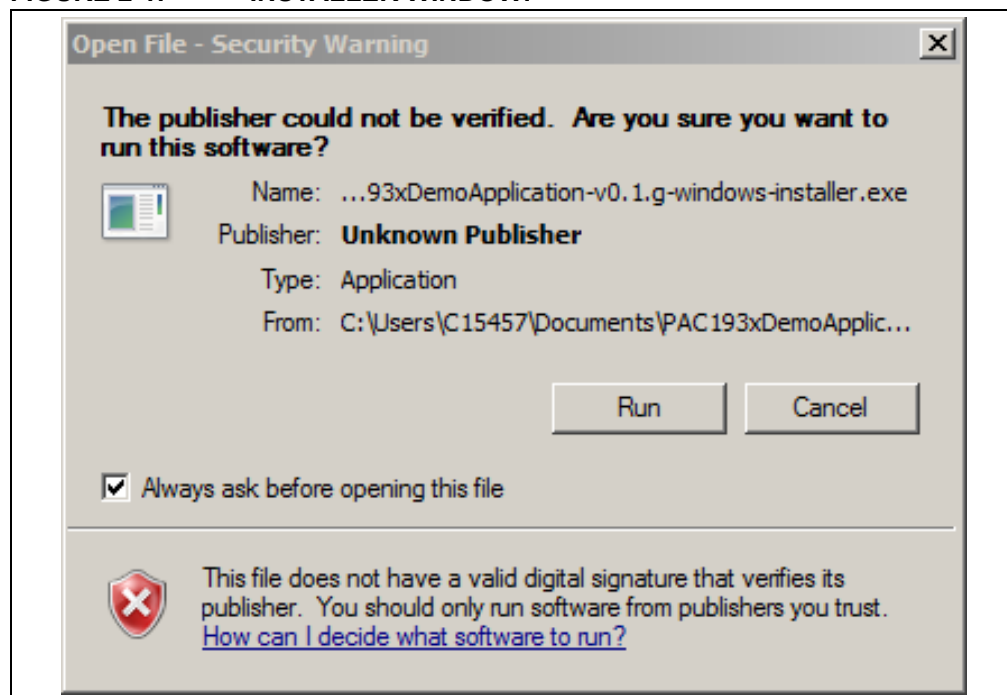 Open File - Security Warning
The publisher could not be verified. Are you sure you want to
run this software?
Name: ...93xDemoApplication-v0.1.g-windows-installer.exe
Publisher: Unknown Publisher
Type: Application
From: C:\Users\C15457\Documents\PAC193xDemoApplic...
Run Cancel
Always ask before opening this file
This file does not have a valid digital signature that verifies its
publisher. You should only run software from publishers you trust.
How can I decide what software to run?